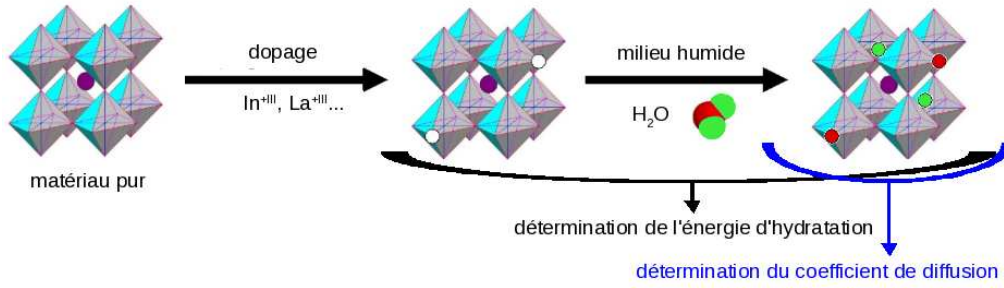 dopage
In⁺ᴵᴵᴵ, La⁺ᴵᴵᴵ...
milieu humide
H₂O
matériau pur
détermination de l'énergie d'hydratation
détermination du coefficient de diffusion